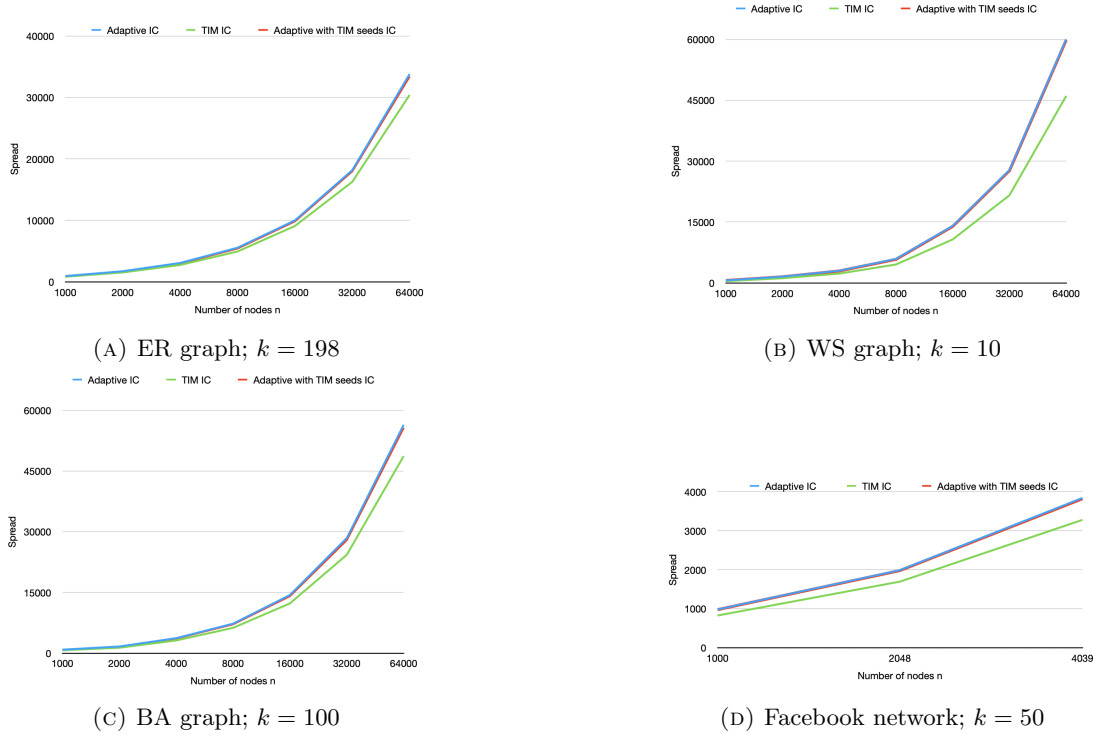 Adaptive IC TIM IC Adaptive with TIM seeds IC
40000
30000
20000
10000
0
Spread
1000 2000 4000 8000 16000 32000 64000
Number of nodes n
(A) ER graph; k = 198
Adaptive IC TIM IC Adaptive with TIM seeds IC
60000
45000
30000
15000
0
Spread
1000 2000 4000 8000 16000 32000 64000
Number of nodes n
(B) WS graph; k = 10
Adaptive IC TIM IC Adaptive with TIM seeds IC
60000
45000
30000
15000
0
Spread
1000 2000 4000 8000 16000 32000 64000
Number of nodes n
(C) BA graph; k = 100
Adaptive IC TIM IC Adaptive with TIM seeds IC
4000
3000
2000
1000
0
Spread
1000 2048 4039
Number of nodes n
(D) Facebook network; k = 50